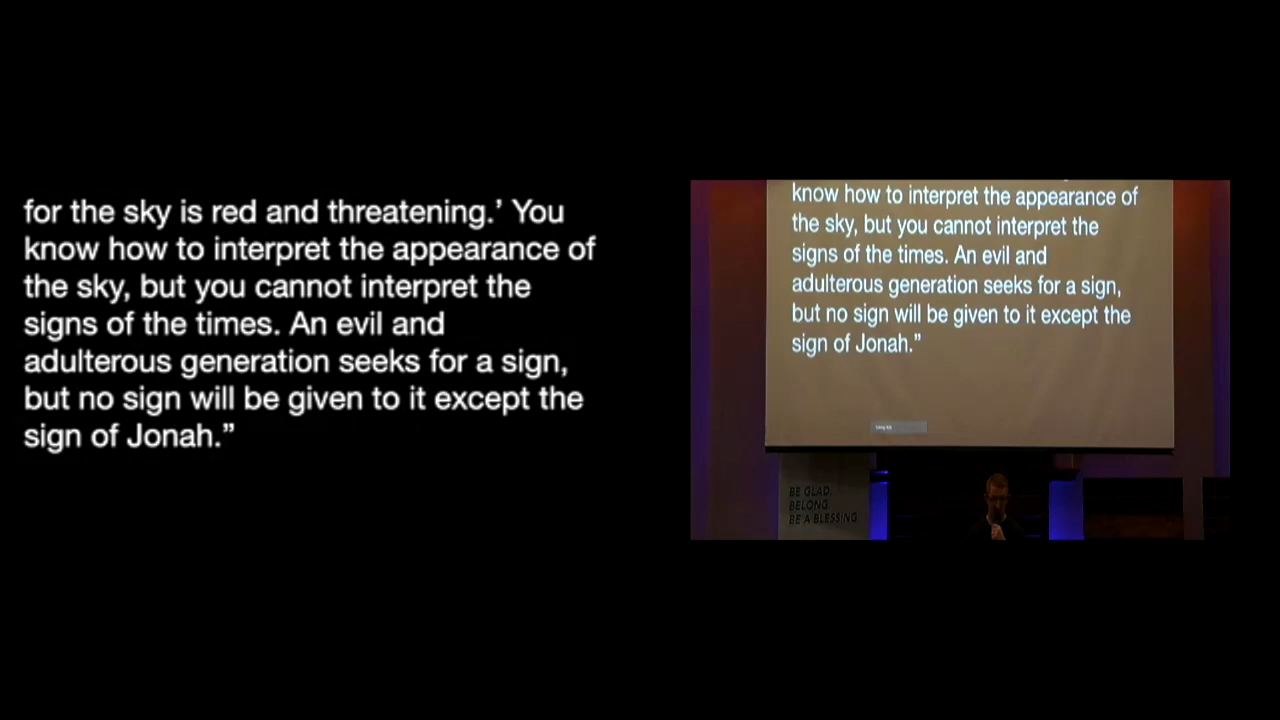 for the sky is red and threatening.’ You
know how to interpret the appearance of
the sky, but you cannot interpret the
signs of the times. An evil and
adulterous generation seeks for a sign,
but no sign will be given to it except the
sign of Jonah.”
know how to interpret the appearance of
the sky, but you cannot interpret the
signs of the times. An evil and
adulterous generation seeks for a sign,
but no sign will be given to it except the
sign of Jonah.”
BE GLAD.
BELONG
BE A BLESSING